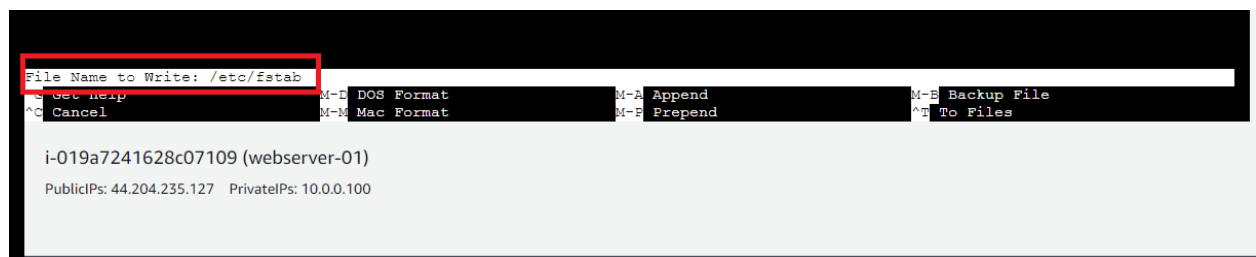 File Name to Write: /etc/fstab
^G Get Help M-D DOS Format M-A Append M-B Backup File
^C Cancel M-M Mac Format M-P Prepend ^T To Files
i-019a7241628c07109 (webserver-01)
PublicIPs: 44.204.235.127 PrivateIPs: 10.0.0.100